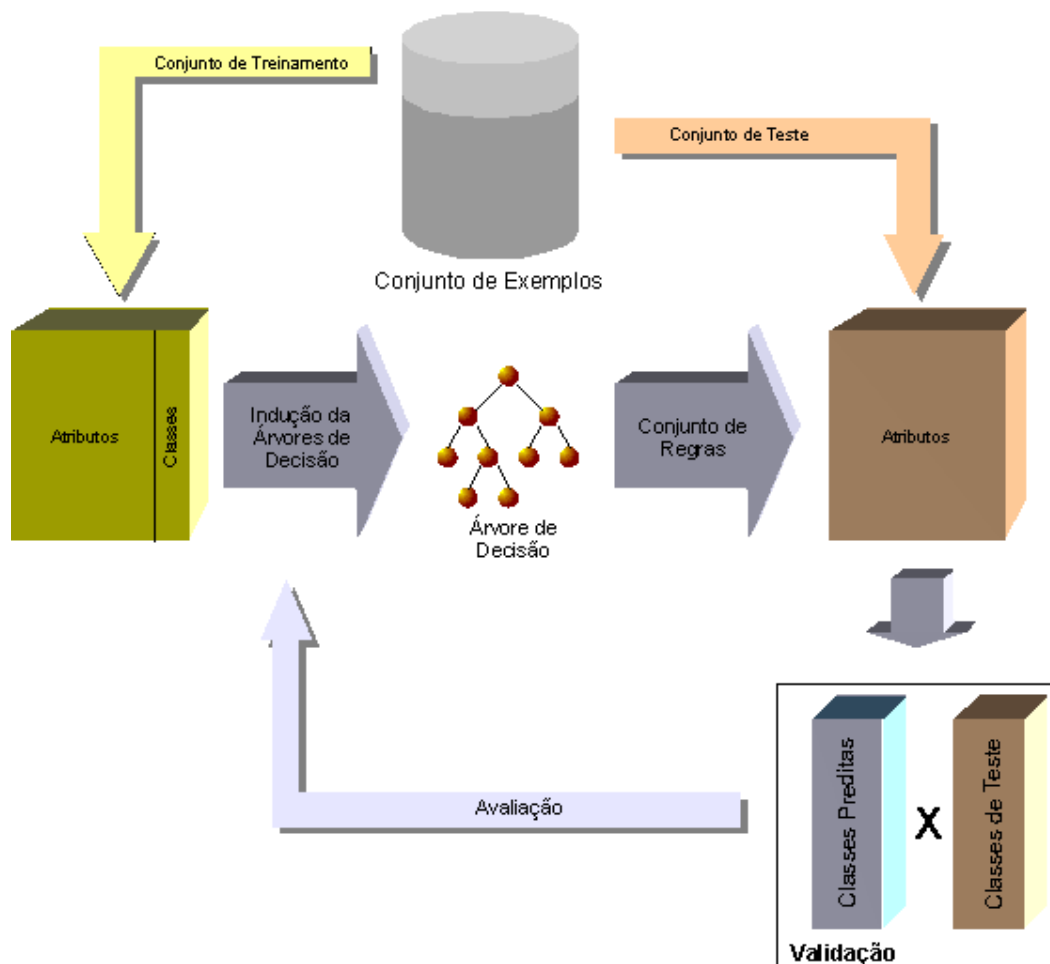 Conjunto de Treinamento
Conjunto de Teste
Conjunto de Exemplos
Atributos
Classes
Indução da
Árvores de
Decisão
Árvore de
Decisão
Conjunto de
Regras
Atributos
Avaliação
Classes Preditas
X
Classes de Teste
Validação